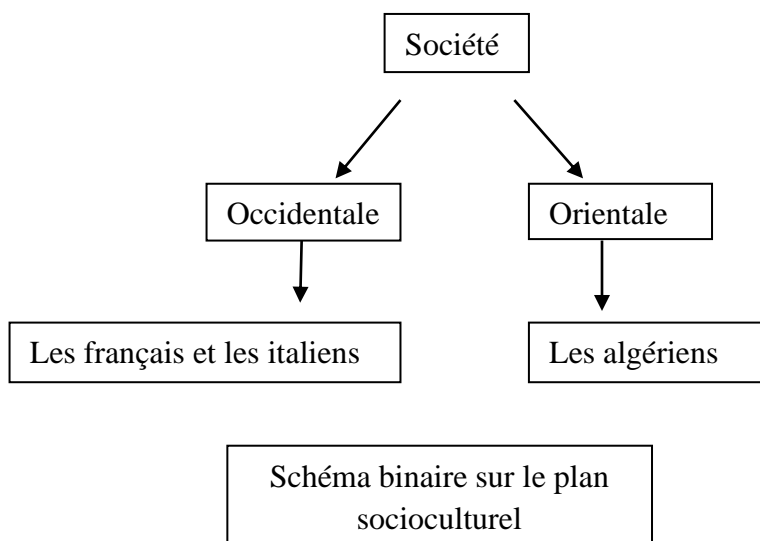 Société
Occidentale
Orientale
Les français et les italiens
Les algériens
Schéma binaire sur le plan
socioculturel